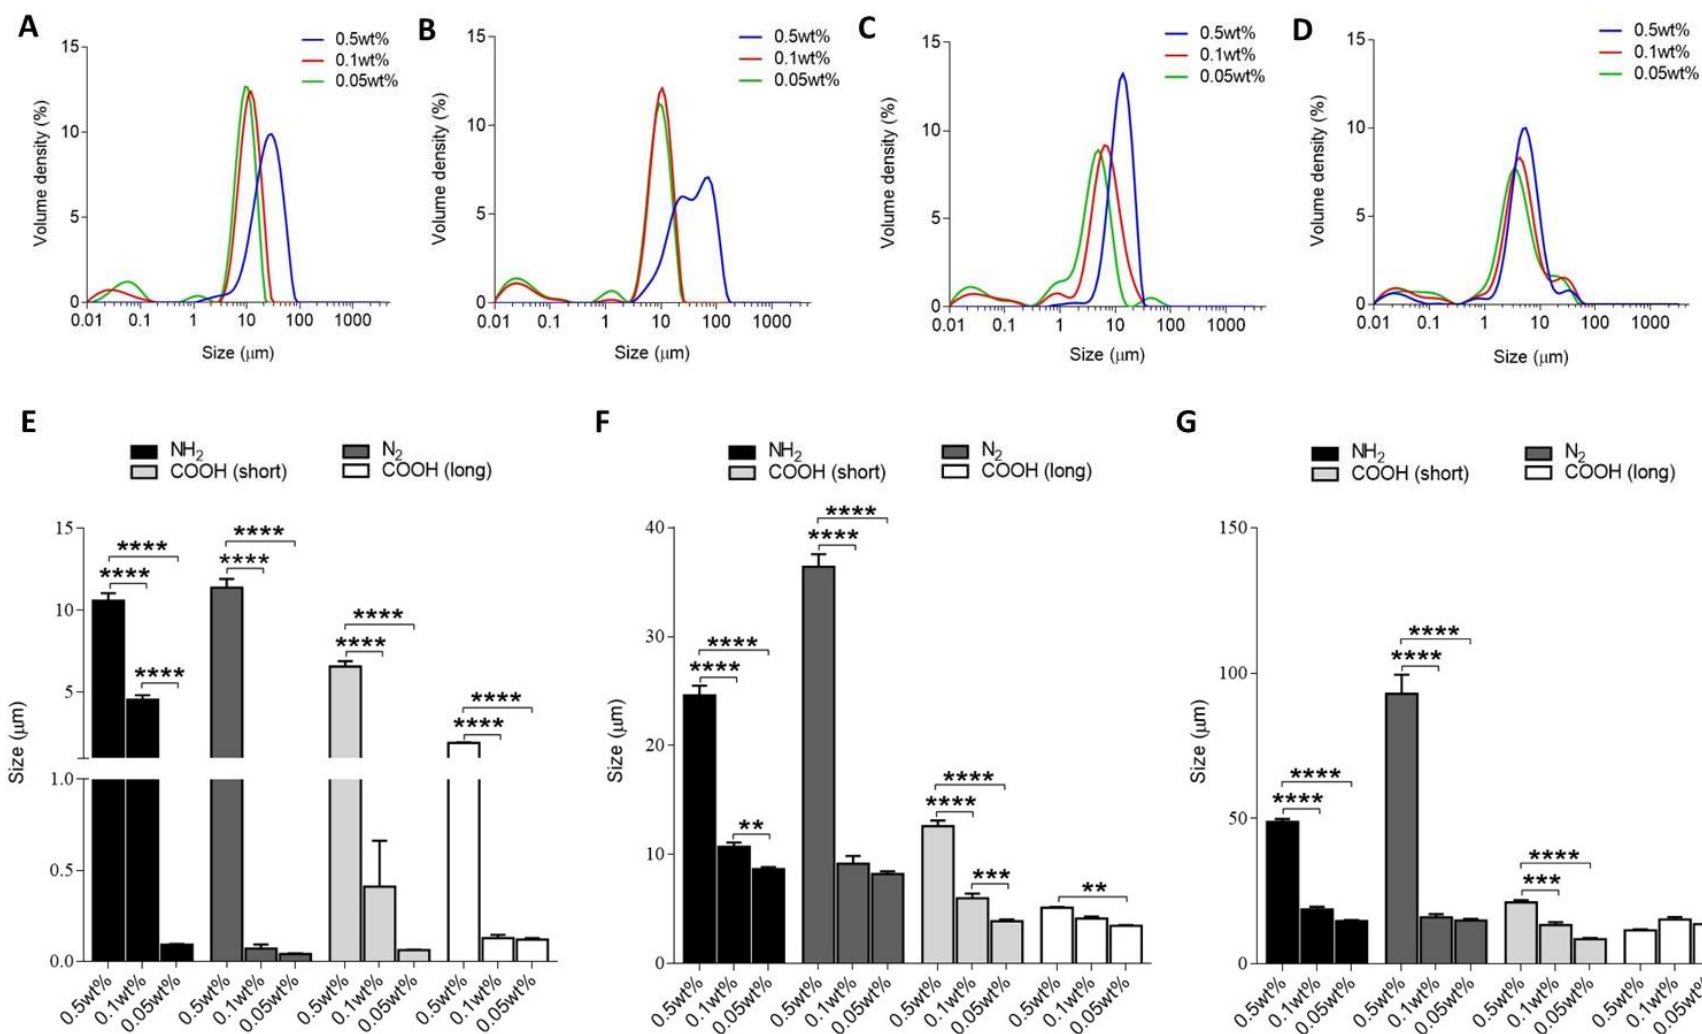 A
B
C
D
0.5wt%
0.1wt%
0.05wt%
15
10
5
0
Volume density (%)
0.01 0.1 1 10 100 1000
Size (μm)
0.5wt%
0.1wt%
0.05wt%
15
10
5
0
Volume density (%)
0.01 0.1 1 10 100 1000
Size (μm)
0.5wt%
0.1wt%
0.05wt%
15
10
5
0
Volume density (%)
0.01 0.1 1 10 100 1000
Size (μm)
0.5wt%
0.1wt%
0.05wt%
15
10
5
0
Volume density (%)
0.01 0.1 1 10 100 1000
Size (μm)
E
NH2 N2
COOH (short) COOH (long)
15
10
5
1.0
0.5
0.0
Size (μm)
**** **** ****
**** ****
**** ****
**** ****
0.5wt% 0.1wt% 0.05wt% 0.5wt% 0.1wt% 0.05wt% 0.5wt% 0.1wt% 0.05wt% 0.5wt% 0.1wt% 0.05wt%
F
NH2 N2
COOH (short) COOH (long)
40
30
20
10
0
Size (μm)
**** **** **
**** ****
**** **** ***
**
0.5wt% 0.1wt% 0.05wt% 0.5wt% 0.1wt% 0.05wt% 0.5wt% 0.1wt% 0.05wt% 0.5wt% 0.1wt% 0.05wt%
G
NH2 N2
COOH (short) COOH (long)
150
100
50
0
Size (μm)
**** ****
**** ****
**** ***
0.5wt% 0.1wt% 0.05wt% 0.5wt% 0.1wt% 0.05wt% 0.5wt% 0.1wt% 0.05wt% 0.5wt% 0.1wt%